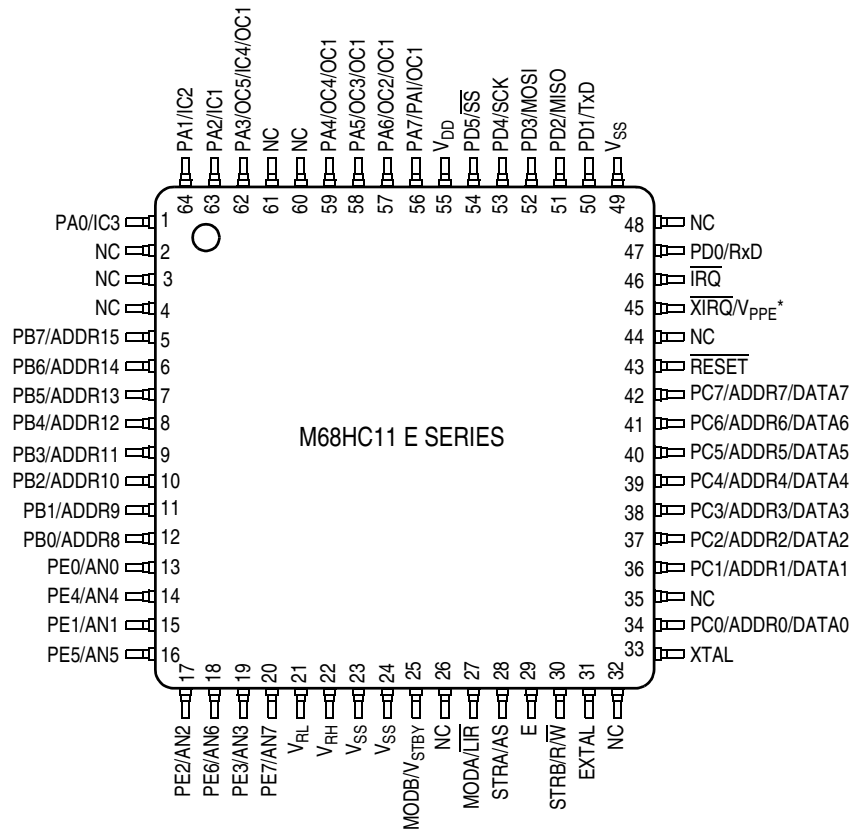 PA1/IC2
PA2/IC1
PA3/OC5/IC4/OC1
NC
NC
PA4/OC4/OC1
PA5/OC3/OC1
PA6/OC2/OC1
PA7/PAI/OC1
VDD
PD5/S̅S̅
PD4/SCK
PD3/MOSI
PD2/MISO
PD1/TxD
VSS
64
63
62
61
60
59
58
57
56
55
54
53
52
51
50
49
PA0/IC3 1
NC 2
NC 3
NC 4
PB7/ADDR15 5
PB6/ADDR14 6
PB5/ADDR13 7
PB4/ADDR12 8
PB3/ADDR11 9
PB2/ADDR10 10
PB1/ADDR9 11
PB0/ADDR8 12
PE0/AN0 13
PE4/AN4 14
PE1/AN1 15
PE5/AN5 16
M68HC11 E SERIES
48 NC
47 PD0/RxD
46 I̅R̅Q̅
45 X̅I̅R̅Q̅/VPPE*
44 NC
43 R̅E̅S̅E̅T̅
42 PC7/ADDR7/DATA7
41 PC6/ADDR6/DATA6
40 PC5/ADDR5/DATA5
39 PC4/ADDR4/DATA4
38 PC3/ADDR3/DATA3
37 PC2/ADDR2/DATA2
36 PC1/ADDR1/DATA1
35 NC
34 PC0/ADDR0/DATA0
33 XTAL
17
18
19
20
21
22
23
24
25
26
27
28
29
30
31
32
PE2/AN2
PE6/AN6
PE3/AN3
PE7/AN7
VRL
VRH
VSS
VSS
MODB/VSTBY
NC
MODA/L̅I̅R̅
STRA/AS
E
STRB/R/W̅
EXTAL
NC